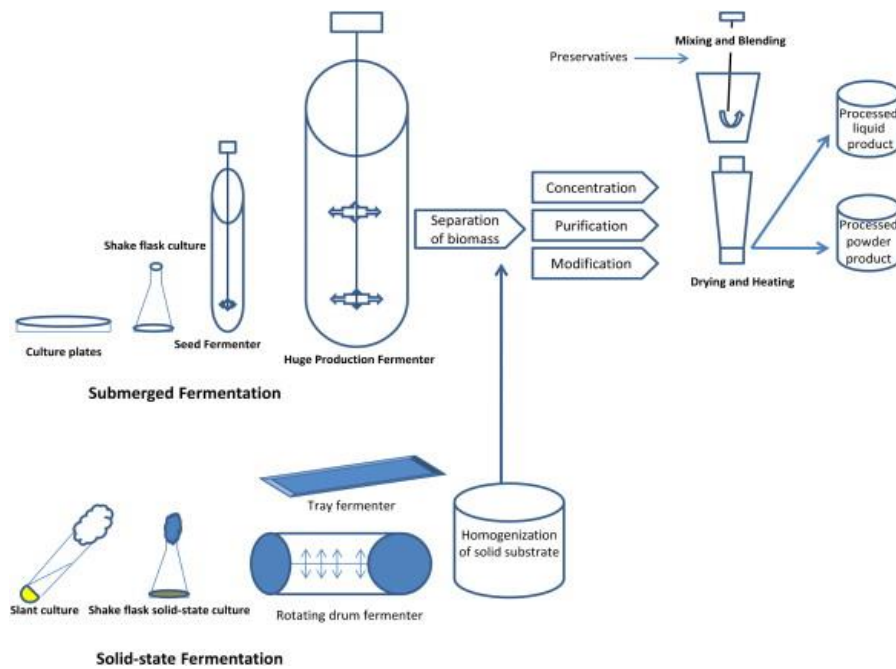 Mixing and Blending
Preservatives
Processed
liquid
product
Concentration
Separation
of biomass
Purification
Processed
powder
product
Shake flask culture
Modification
Drying and Heating
Seed Fermenter
Culture plates
Huge Production Fermenter
Submerged Fermentation
Tray fermenter
Homogenization
of solid substrate
Slant culture
Shake flask solid-state culture
Rotating drum fermenter
Solid-state Fermentation